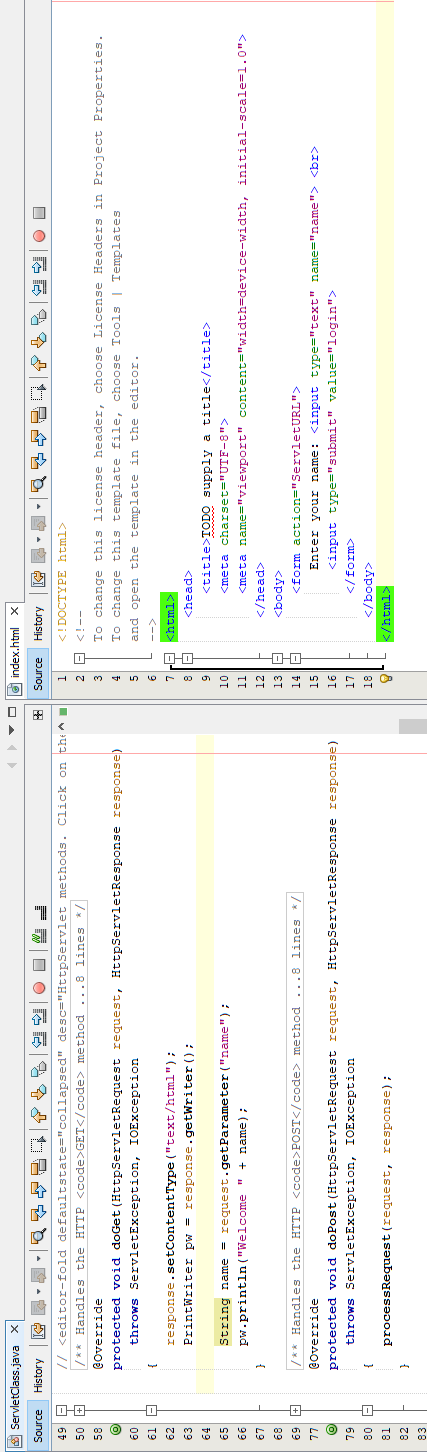 ServletClass.java
Source History
49 // <editor-fold defaultstate="collapsed" desc="HttpServlet methods. Click on the
50 /** Handles the HTTP <code>GET</code> method ...8 lines */
58 @Override
protected void doGet(HttpServletRequest request, HttpServletResponse response)
60 throws ServletException, IOException
61 {
62 response.setContentType("text/html");
63 PrintWriter pw = response.getWriter();
64
65 String name = request.getParameter("name");
66 pw.println("Welcome " + name);
67 }
68
69 /** Handles the HTTP <code>POST</code> method ...8 lines */
77 @Override
protected void doPost(HttpServletRequest request, HttpServletResponse response)
79 throws ServletException, IOException
80 {
81 processRequest(request, response);
82 }
83
index.html
Source History
1 <!DOCTYPE html>
2 <!--
3 To change this license header, choose License Headers in Project Properties.
4 To change this template file, choose Tools | Templates
5 and open the template in the editor.
6 -->
7 <html>
8 <head>
9 <title>TODO supply a title</title>
10 <meta charset="UTF-8">
11 <meta name="viewport" content="width=device-width, initial-scale=1.0">
12 </head>
13 <body>
14 <form action="ServletURL">
15 Enter your name: <input type="text" name="name"> <br>
16 <input type="submit" value="login">
17 </form>
18 </body>
</html>